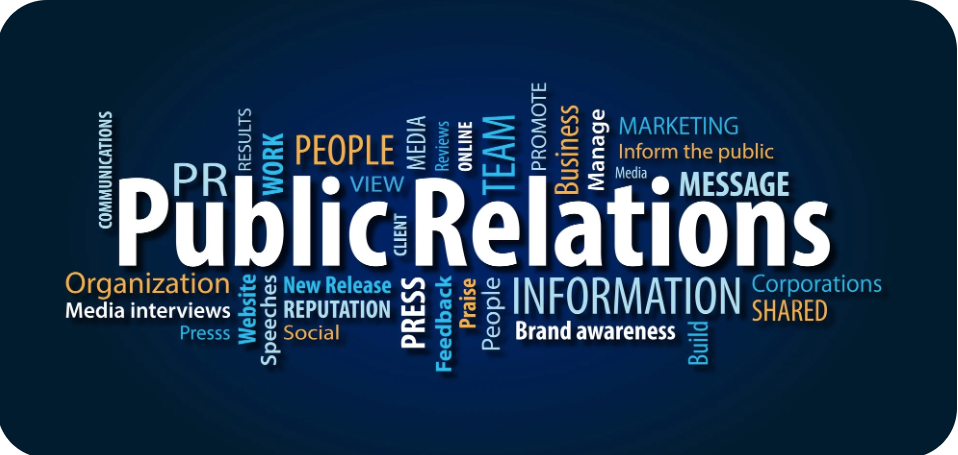 COMMUNICATIONS
PR
RESULTS
WORK
PEOPLE
VIEW
MEDIA
Reviews
ONLINE
TEAM
PROMOTE
Business
Manage
MARKETING
Inform the public
Media
MESSAGE
Public Relations
CLIENT
Organization
Media interviews
Presss
Website
Speeches
New Release
REPUTATION
Social
PRESS
Feedback
Praise
People
INFORMATION
Brand awareness
Build
Corporations
SHARED